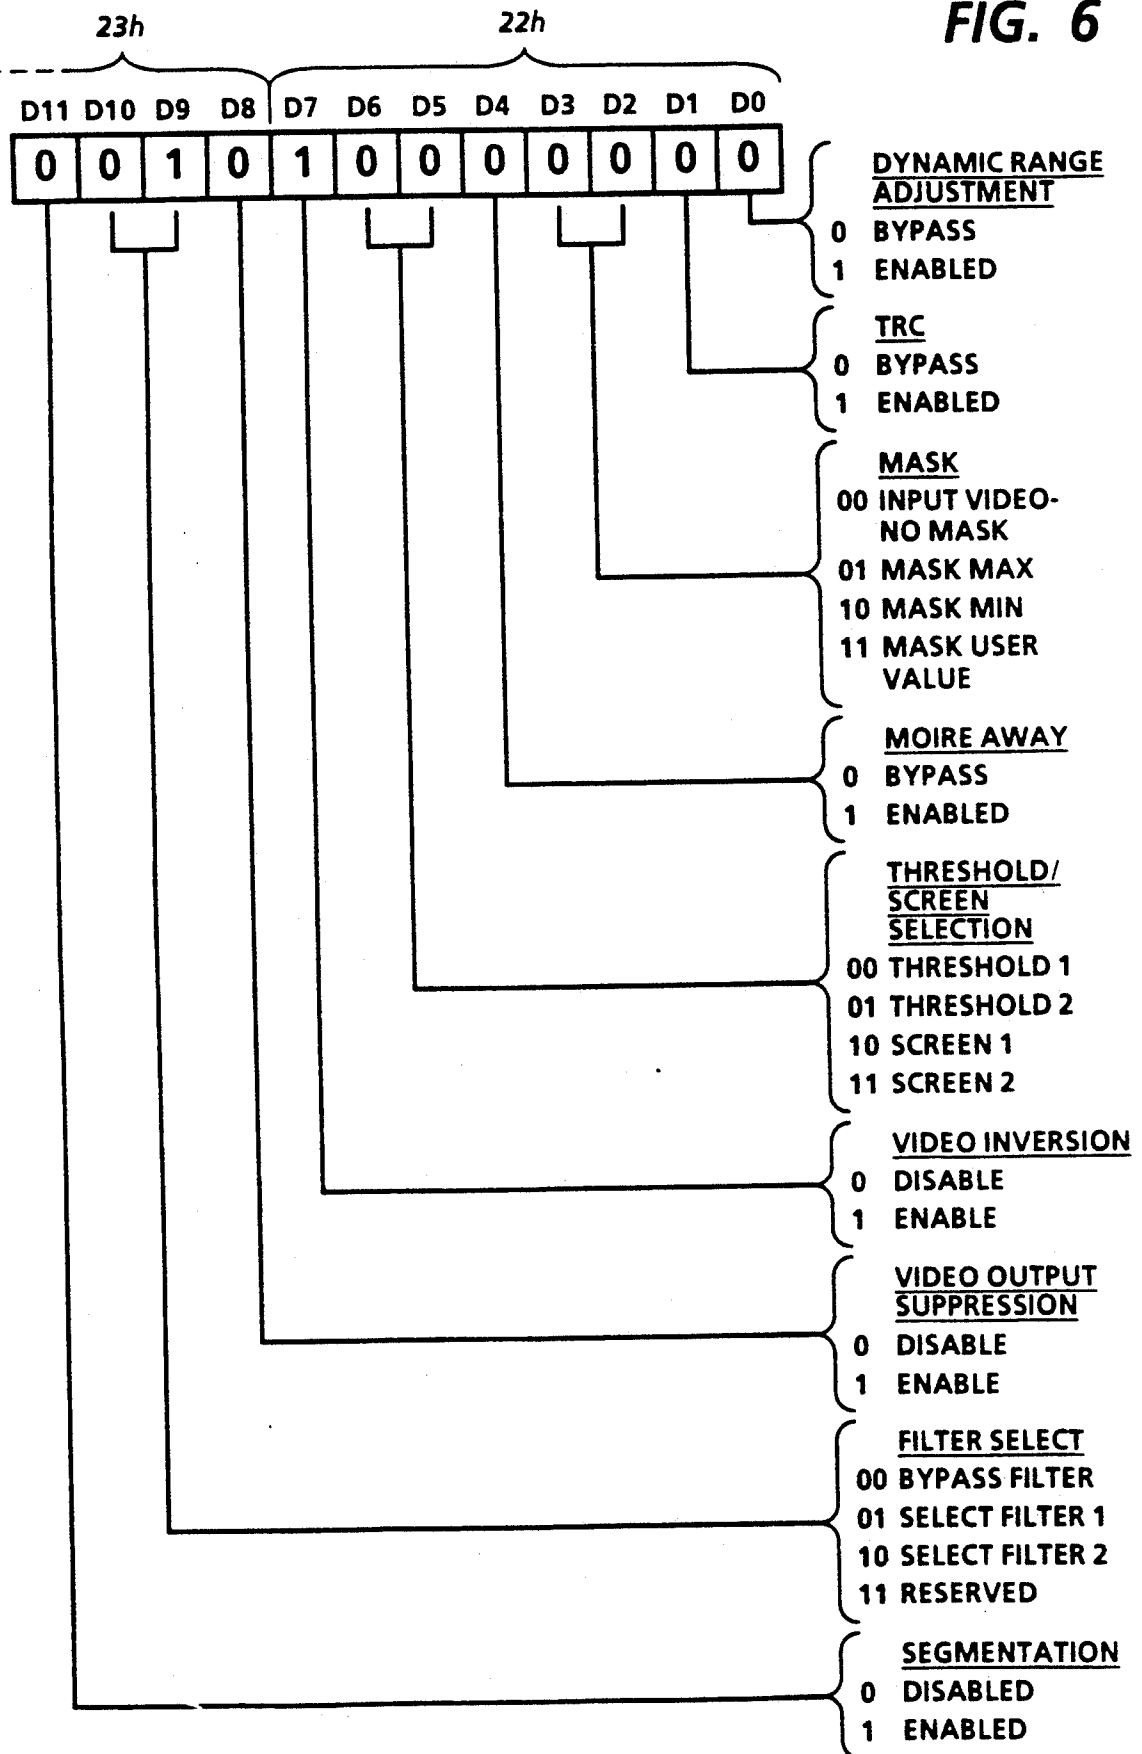 23h 22h FIG. 6
D11 D10 D9 D8 D7 D6 D5 D4 D3 D2 D1 D0
0 0 1 0 1 0 0 0 0 0 0 0
DYNAMIC RANGE
ADJUSTMENT
0 BYPASS
1 ENABLED
TRC
0 BYPASS
1 ENABLED
MASK
00 INPUT VIDEO-
NO MASK
01 MASK MAX
10 MASK MIN
11 MASK USER
VALUE
MOIRE AWAY
0 BYPASS
1 ENABLED
THRESHOLD/
SCREEN
SELECTION
00 THRESHOLD 1
01 THRESHOLD 2
10 SCREEN 1
11 SCREEN 2
VIDEO INVERSION
0 DISABLE
1 ENABLE
VIDEO OUTPUT
SUPPRESSION
0 DISABLE
1 ENABLE
FILTER SELECT
00 BYPASS FILTER
01 SELECT FILTER 1
10 SELECT FILTER 2
11 RESERVED
SEGMENTATION
0 DISABLED
1 ENABLED